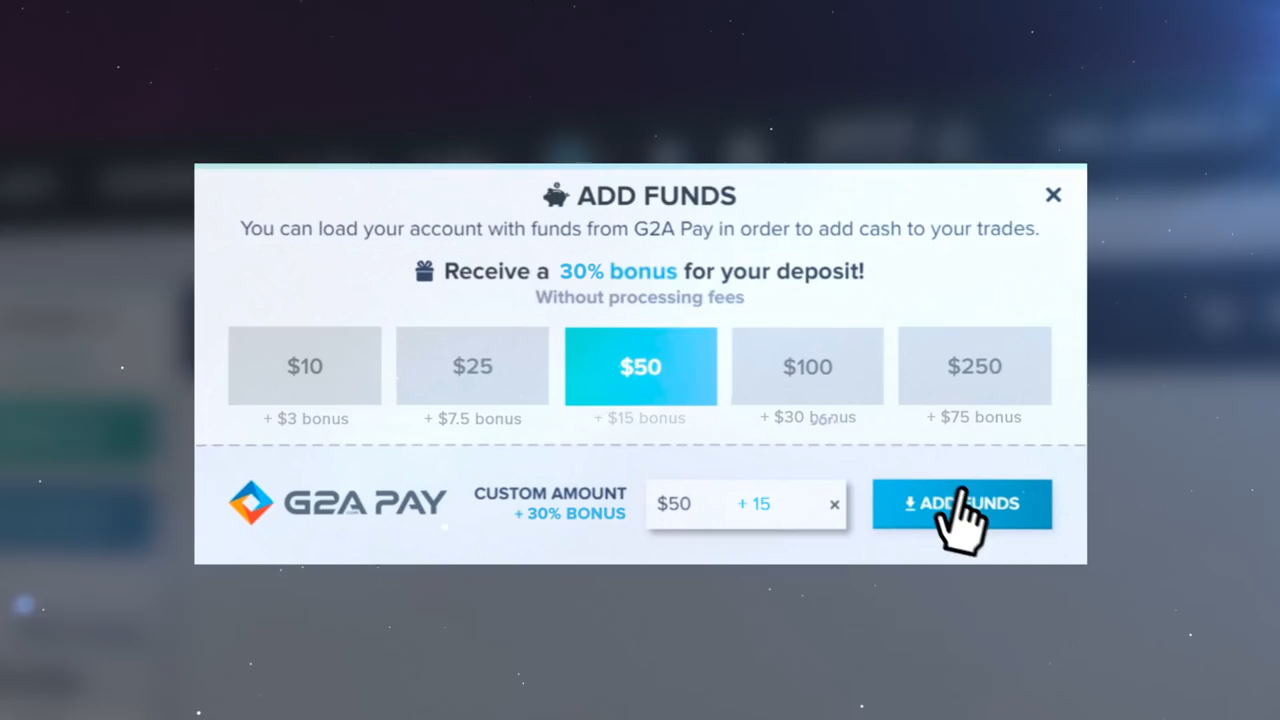 ADD FUNDS
You can load your account with funds from G2A Pay in order to add cash to your trades.
Receive a 30% bonus for your deposit!
Without processing fees
$10 $25 $50 $100 $250
+ $3 bonus + $7.5 bonus + $15 bonus + $30 bonus + $75 bonus
G2A PAY
CUSTOM AMOUNT
+ 30% BONUS
$50 + 15 ×
ADD FUNDS